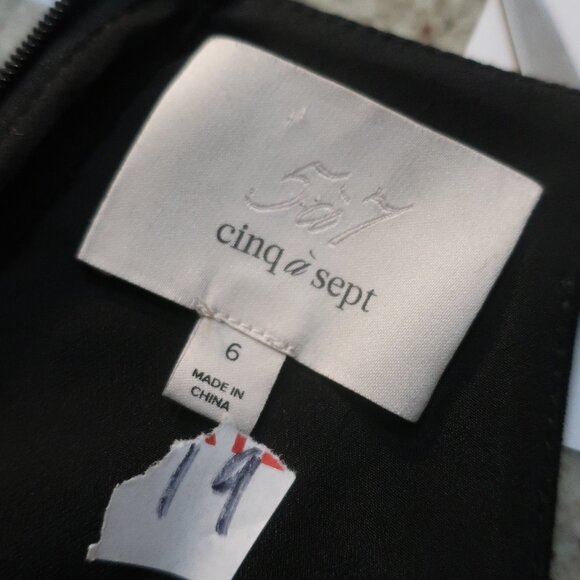 5à7
cinq à sept
6
MADE IN
CHINA
19